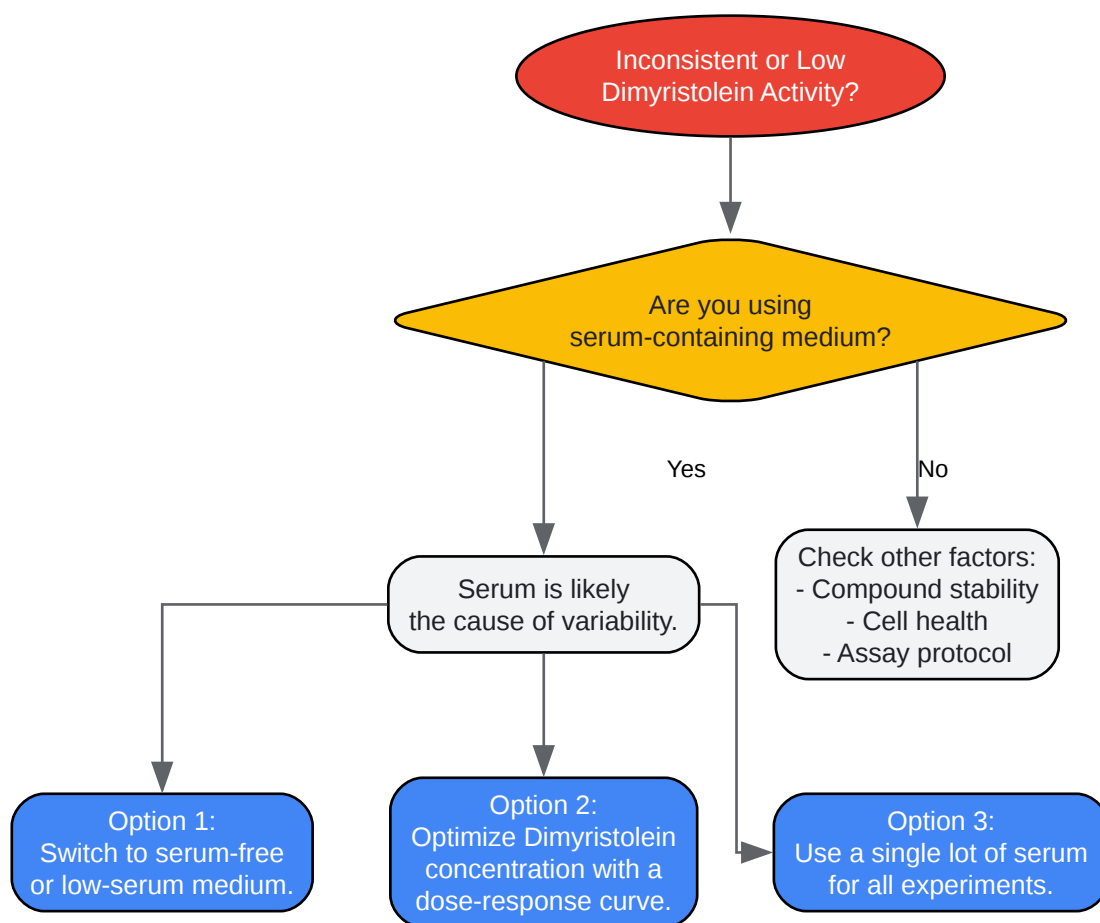 Inconsistent or Low
Dimyristolein Activity?
Are you using
serum-containing medium?
Yes
No
Serum is likely
the cause of variability.
Check other factors:
- Compound stability
- Cell health
- Assay protocol
Option 1:
Switch to serum-free
or low-serum medium.
Option 2:
Optimize Dimyristolein
concentration with a
dose-response curve.
Option 3:
Use a single lot of serum
for all experiments.